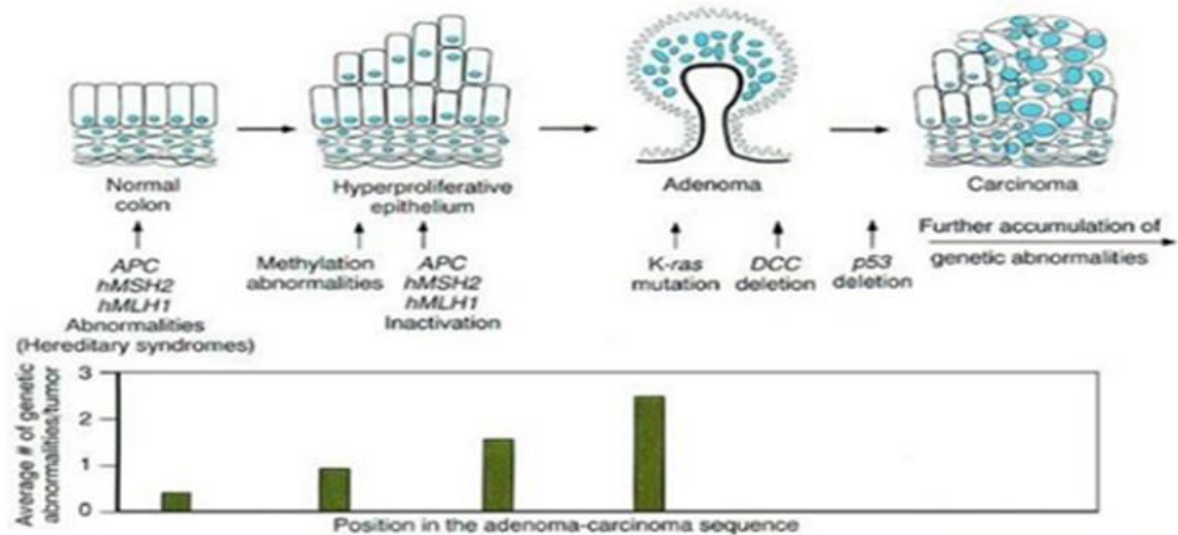 Normal
colon
Hyperproliferative
epithelium
Adenoma
Carcinoma
APC
hMSH2
hMLH1
Abnormalities
(Hereditary syndromes)
Methylation
abnormalities
APC
hMSH2
hMLH1
Inactivation
K-ras
mutation
DCC
deletion
p53
deletion
Further accumulation of
genetic abnormalities
Average # of genetic
abnormalities/tumor
3
2
1
0
Position in the adenoma-carcinoma sequence